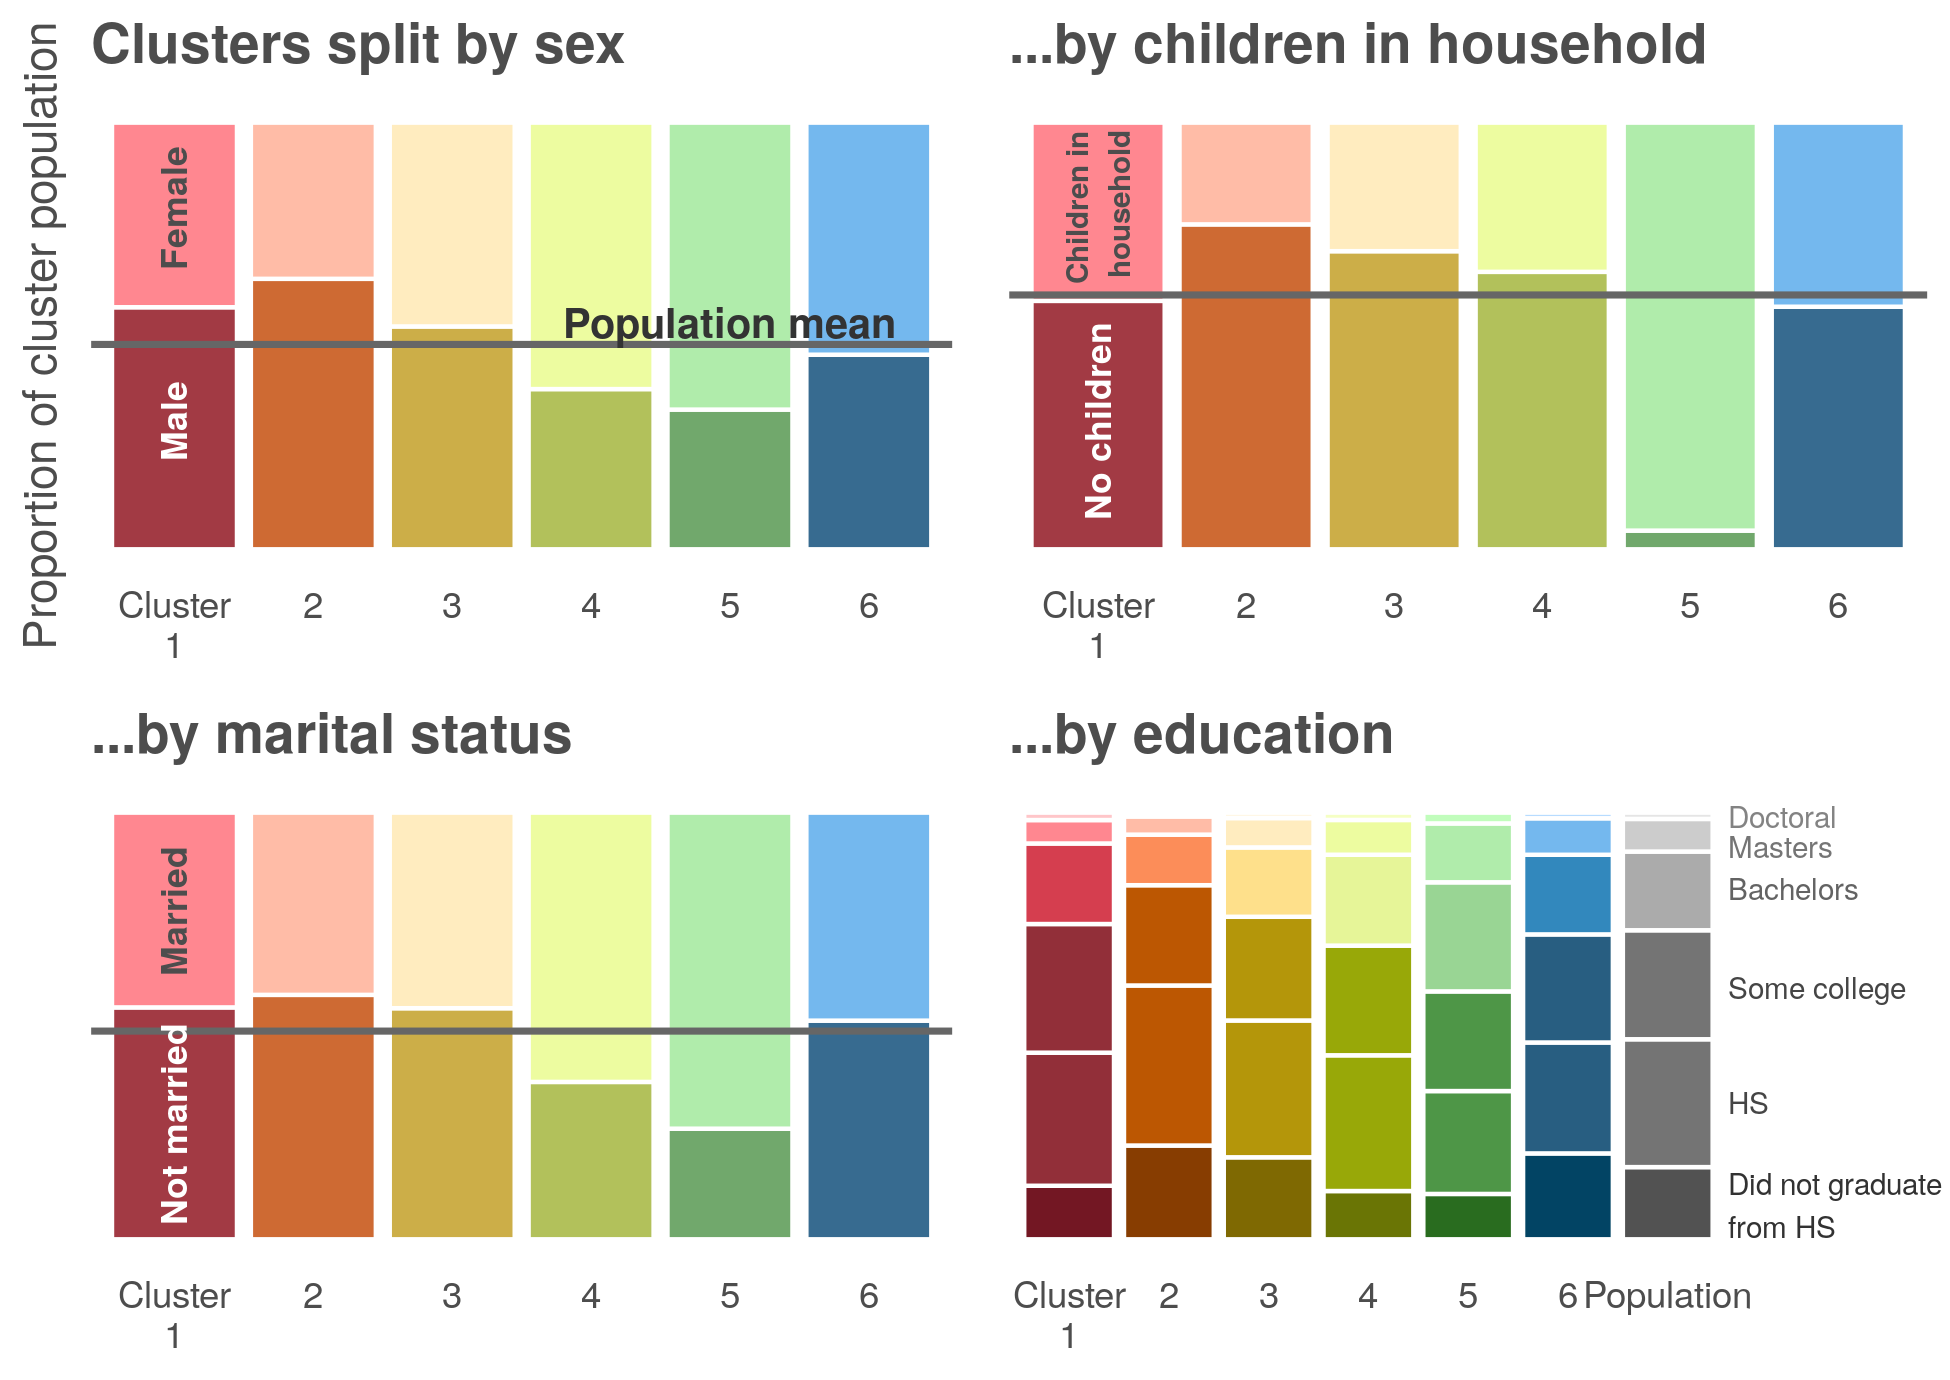 Clusters split by sex
Proportion of cluster population
Female
Male
Population mean
Cluster 2 3 4 5 6
1
...by children in household
Children in
household
No children
Cluster 2 3 4 5 6
1
...by marital status
Married
Not married
Cluster 2 3 4 5 6
1
...by education
Doctoral
Masters
Bachelors
Some college
HS
Did not graduate
from HS
Cluster 2 3 4 5 6 Population
1